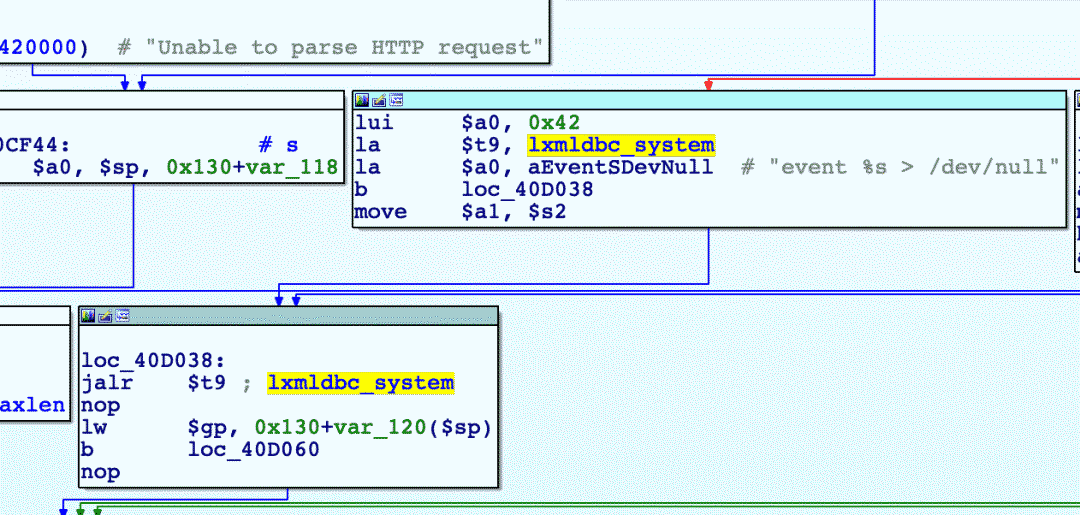 420000)  # "Unable to parse HTTP request"
0CF44:  # s
$a0, $sp, 0x130+var_118
lui $a0, 0x42
la $t9, lxmldbc_system
la $a0, aEventSDevNull  # "event %s > /dev/null"
b loc_40D038
move $a1, $s2
loc_40D038:
jalr $t9 ; lxmldbc_system
nop
lw $gp, 0x130+var_120($sp)
b loc_40D060
nop
axlen